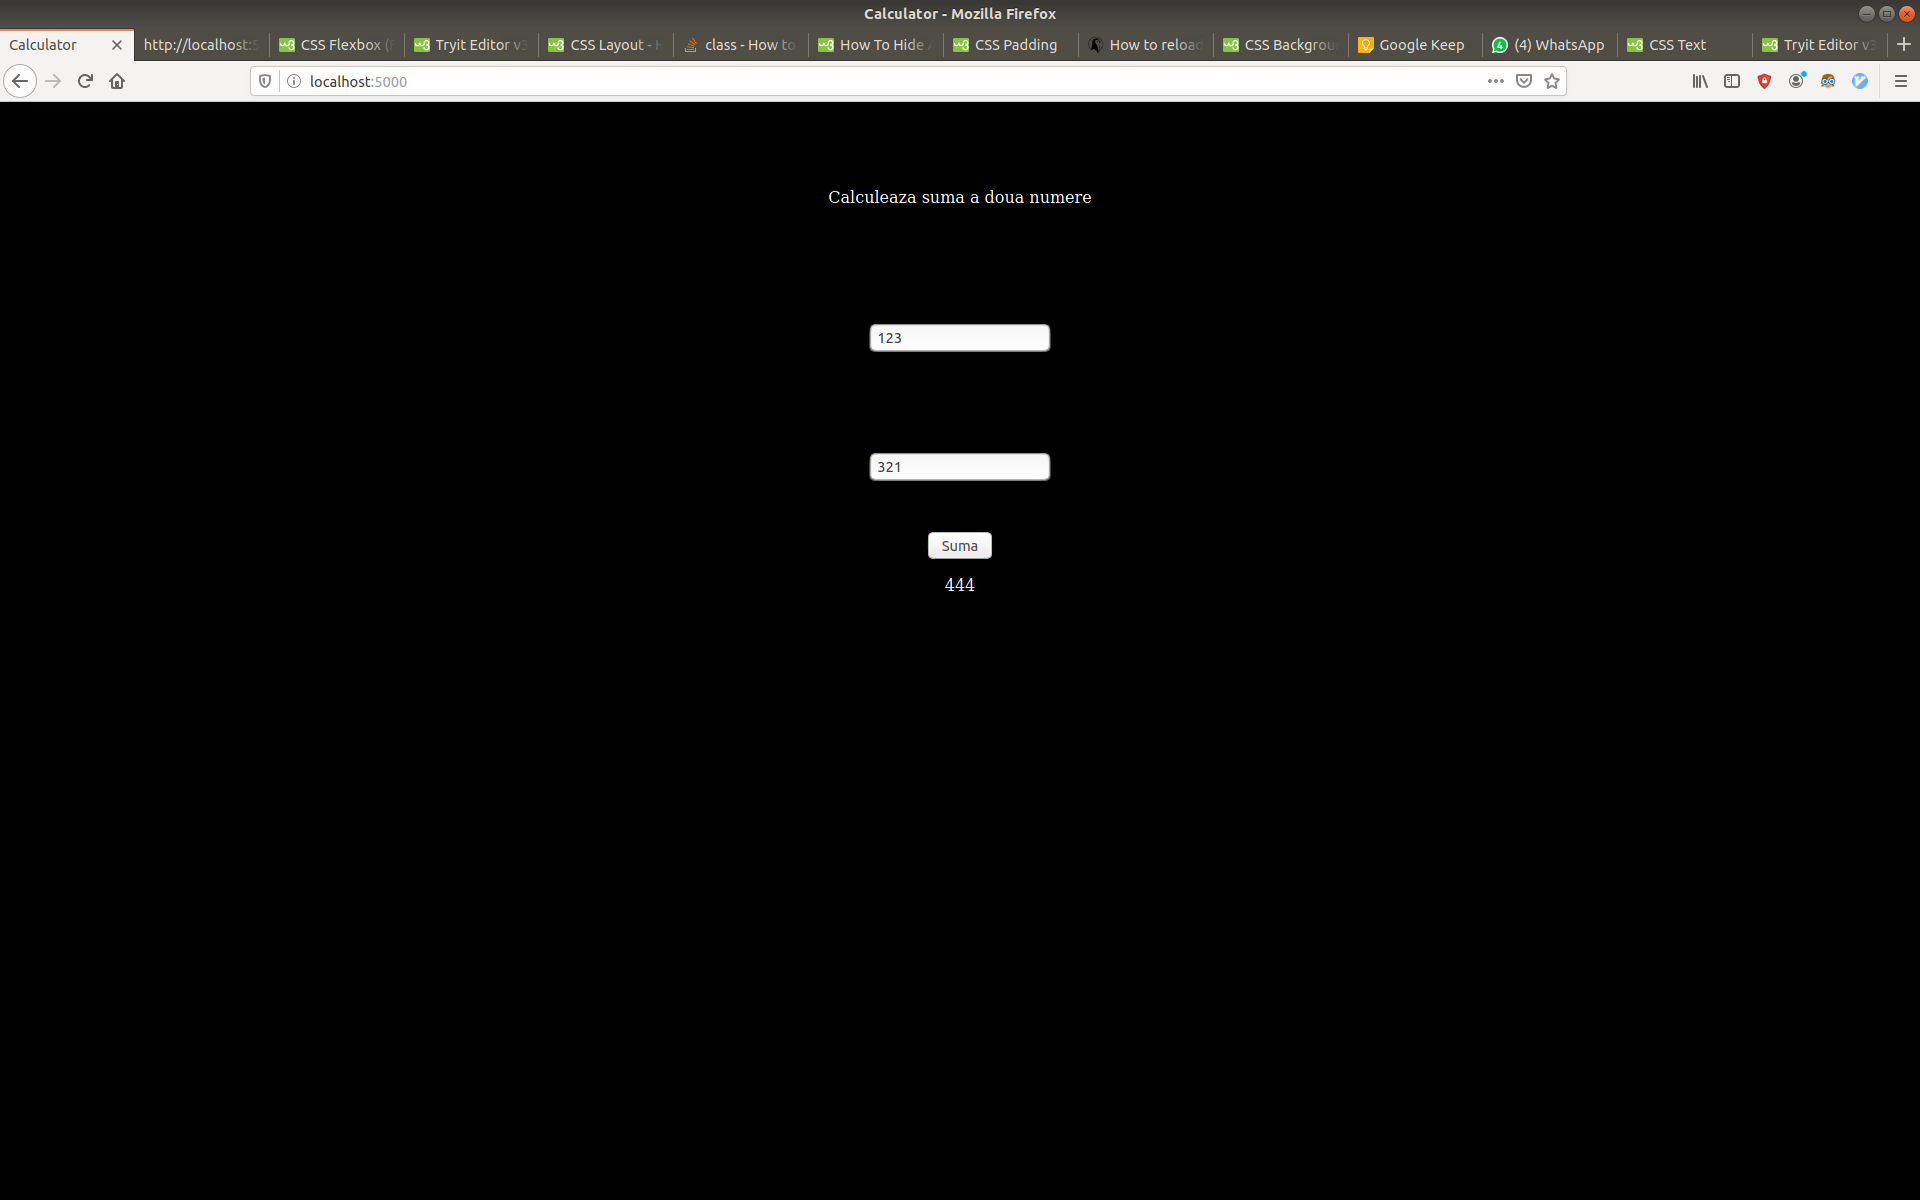 Calculator - Mozilla Firefox
Calculator
http://localhost:5
CSS Flexbox (
Tryit Editor v3
CSS Layout -
class - How to
How To Hide
CSS Padding
How to reload
CSS Backgrou
Google Keep
(4) WhatsApp
CSS Text
Tryit Editor v3
localhost:5000
Calculeaza suma a doua numere
123
321
Suma
444